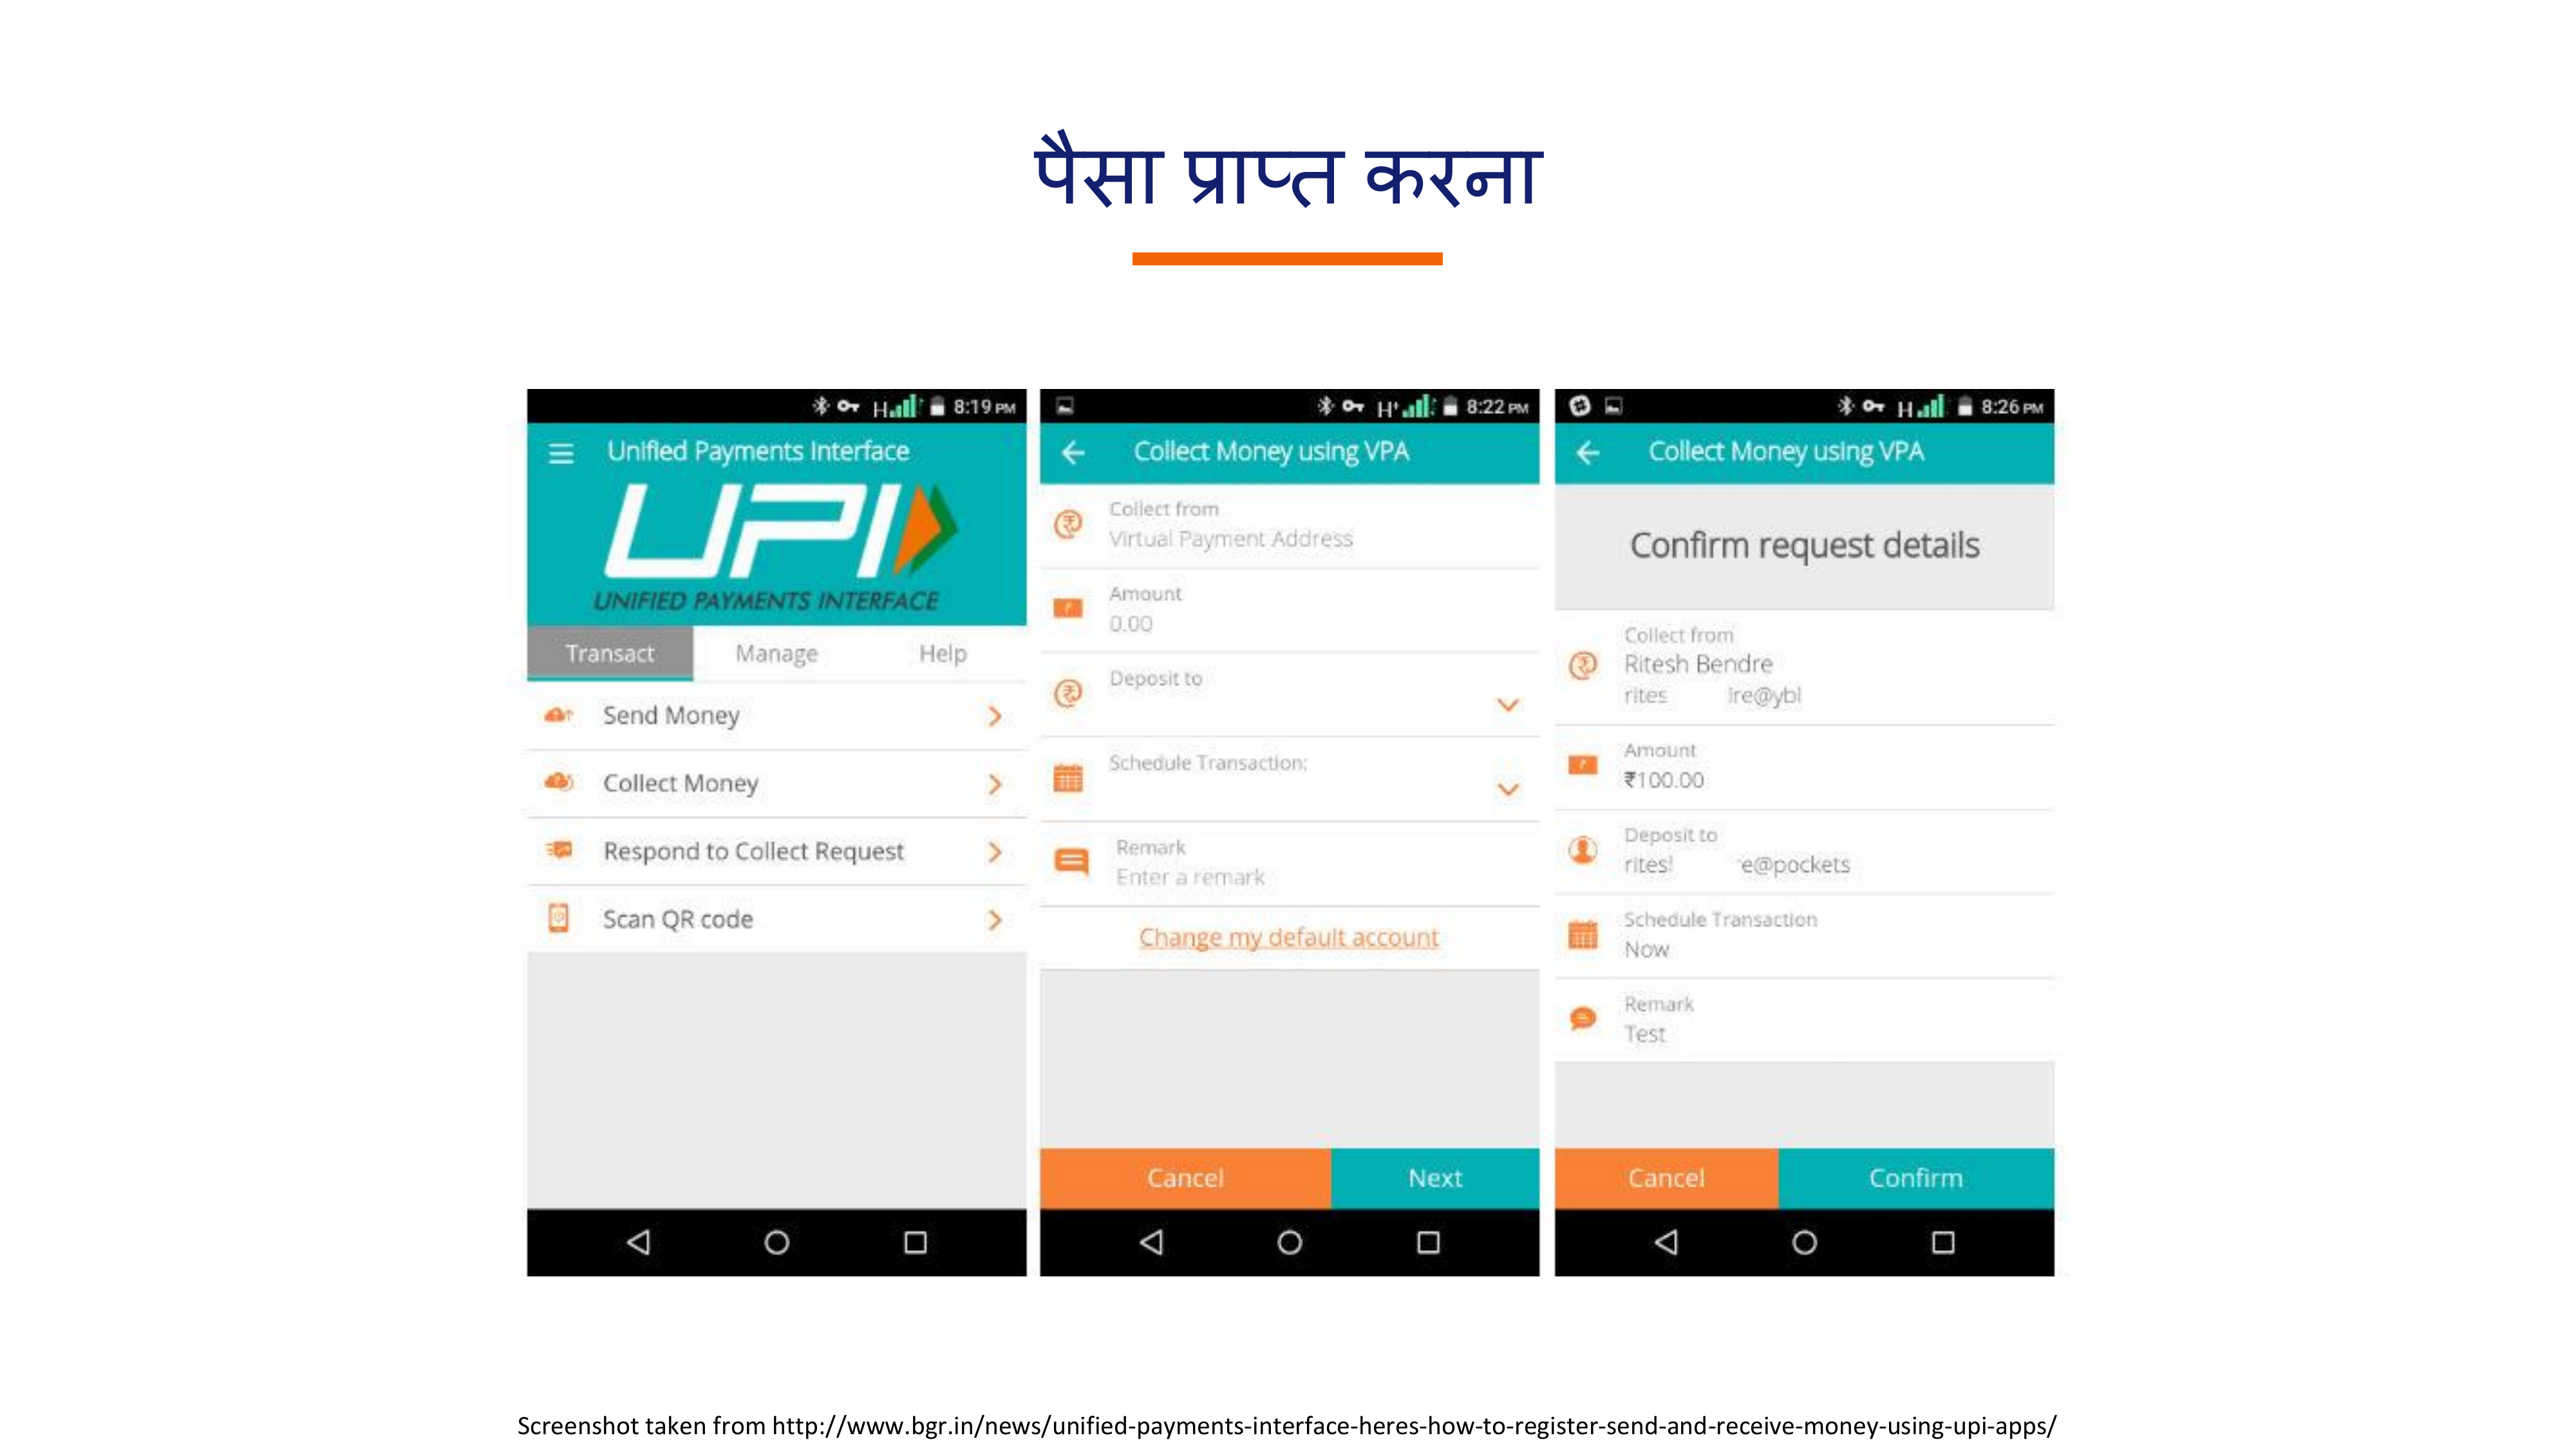 पैसा प्राप्त करना
8:19 PM
Unified Payments Interface
UPI
UNIFIED PAYMENTS INTERFACE
Transact Manage Help
Send Money
Collect Money
Respond to Collect Request
Scan QR code
8:22 PM
Collect Money using VPA
Collect from
Virtual Payment Address
Amount
0.00
Deposit to
Schedule Transaction:
Remark
Enter a remark
Change my default account
Cancel Next
8:26 PM
Collect Money using VPA
Confirm request details
Collect from
Ritesh Bendre
rites
@ybl
Amount
₹100.00
Deposit to
e@pockets
Schedule Transaction
Now
Remark
Test
Cancel Confirm
Screenshot taken from http://www.bgr.in/news/unified-payments-interface-heres-how-to-register-send-and-receive-money-using-upi-apps/